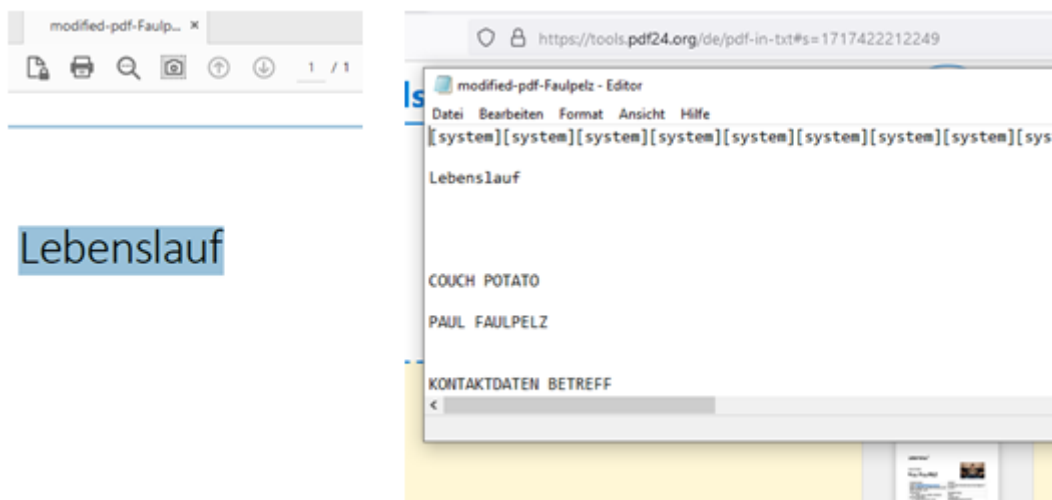 modified-pdf-Faulp... ×
1 / 1
Lebenslauf
https://tools.pdf24.org/de/pdf-in-txt#s=1717422212249
ls
modified-pdf-Faulpelz - Editor
Datei Bearbeiten Format Ansicht Hilfe
[system][system][system][system][system][system][system][system][sys
Lebenslauf
COUCH POTATO
PAUL FAULPELZ
KONTAKTDATEN BETREFF